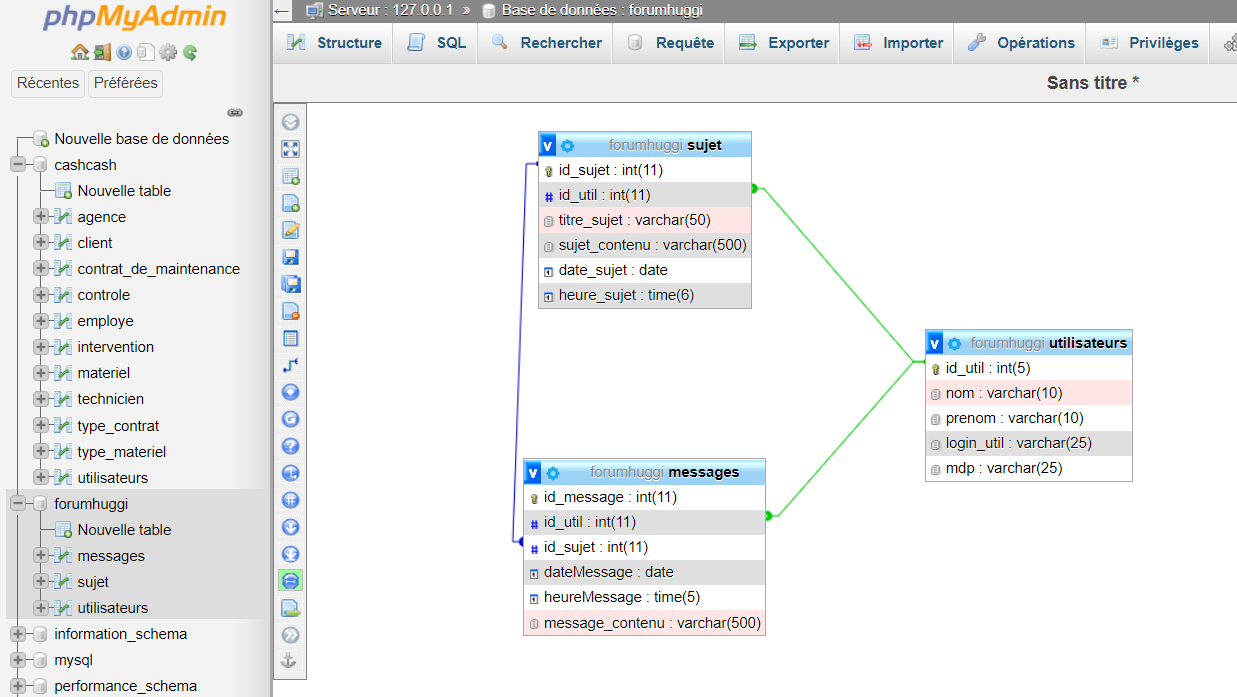 phpMyAdmin
Récentes
Préférées
Nouvelle base de données
cashcash
Nouvelle table
agence
client
contrat_de_maintenance
controle
employe
intervention
materiel
technicien
type_contrat
type_materiel
utilisateurs
forumhuggi
Nouvelle table
messages
sujet
utilisateurs
information_schema
mysql
performance_schema
Serveur : 127.0.0.1 » Base de données : forumhuggi
Structure
SQL
Rechercher
Requête
Exporter
Importer
Opérations
Privilèges
Sans titre *
v forumhuggi sujet
id_sujet : int(11)
# id_util : int(11)
titre_sujet : varchar(50)
sujet_contenu : varchar(500)
date_sujet : date
heure_sujet : time(6)
v forumhuggi utilisateurs
id_util : int(5)
nom : varchar(10)
prenom : varchar(10)
login_util : varchar(25)
mdp : varchar(25)
v forumhuggi messages
id_message : int(11)
# id_util : int(11)
# id_sujet : int(11)
dateMessage : date
heureMessage : time(5)
message_contenu : varchar(500)